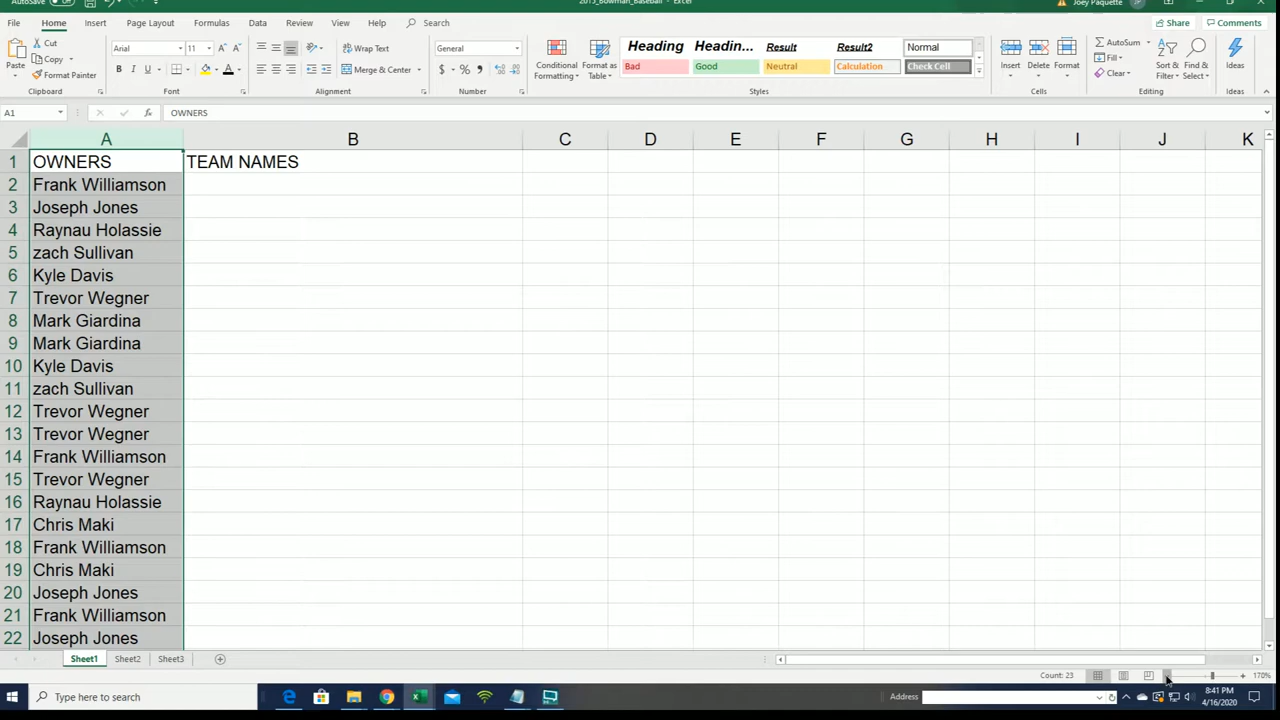 AutoSave Off 2015_Bowman_Baseball - Excel Joey Paquette JP
File Home Insert Page Layout Formulas Data Review View Help Search Share Comments
Paste Cut Copy Format Painter
Clipboard
Arial 11
B I U
Font
Wrap Text
Merge & Center
Alignment
General
$ % ,
Number
Conditional Formatting Format as Table
Heading Headin... Result Result2 Normal
Bad Good Neutral Calculation Check Cell
Styles
Insert Delete Format
Cells
AutoSum
Fill
Clear
Sort & Filter Find & Select
Editing
Ideas
Ideas
A1 fx OWNERS
A B C D E F G H I J K
1 OWNERS TEAM NAMES
2 Frank Williamson
3 Joseph Jones
4 Raynau Holassie
5 zach Sullivan
6 Kyle Davis
7 Trevor Wegner
8 Mark Giardina
9 Mark Giardina
10 Kyle Davis
11 zach Sullivan
12 Trevor Wegner
13 Trevor Wegner
14 Frank Williamson
15 Trevor Wegner
16 Raynau Holassie
17 Chris Maki
18 Frank Williamson
19 Chris Maki
20 Joseph Jones
21 Frank Williamson
22 Joseph Jones
Sheet1 Sheet2 Sheet3
Count: 23 170%
Type here to search Address 8:41 PM
4/16/2020